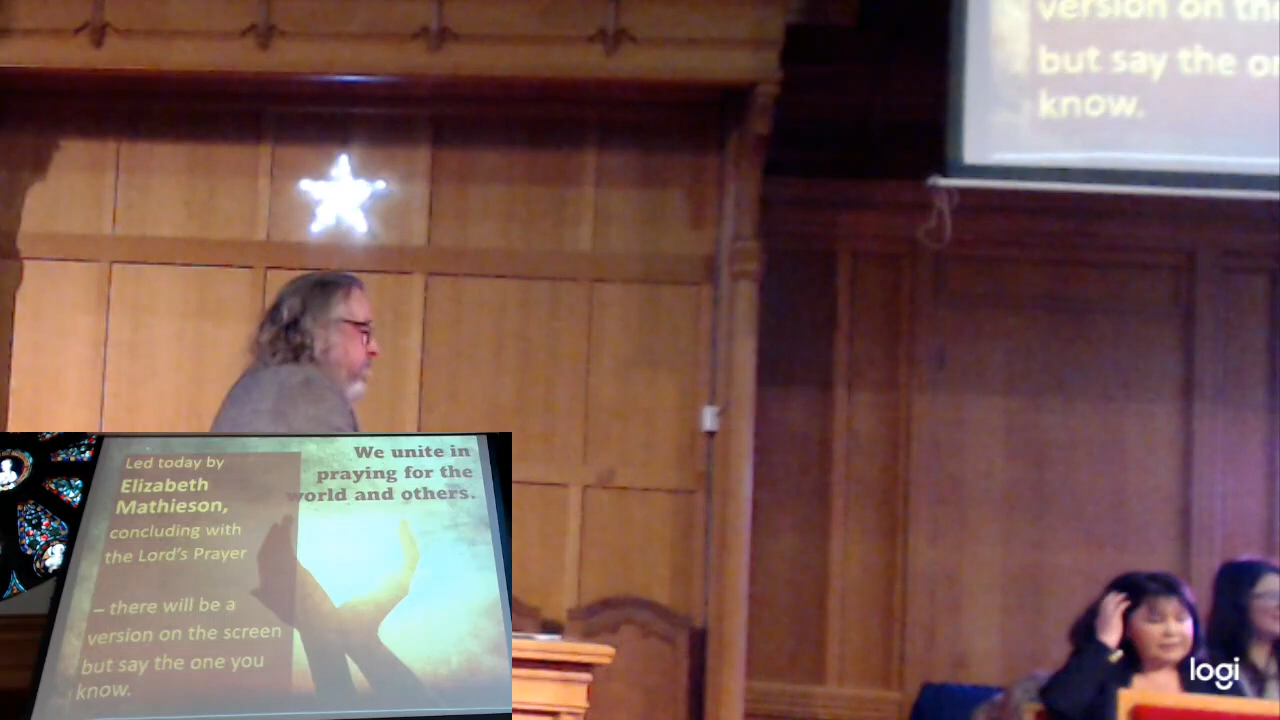 version on the
but say the o
know.
Led today by
Elizabeth
Mathieson,
concluding with
the Lord's Prayer
– there will be a
version on the screen
but say the one you
know.
We unite in
praying for the
world and others.
logi